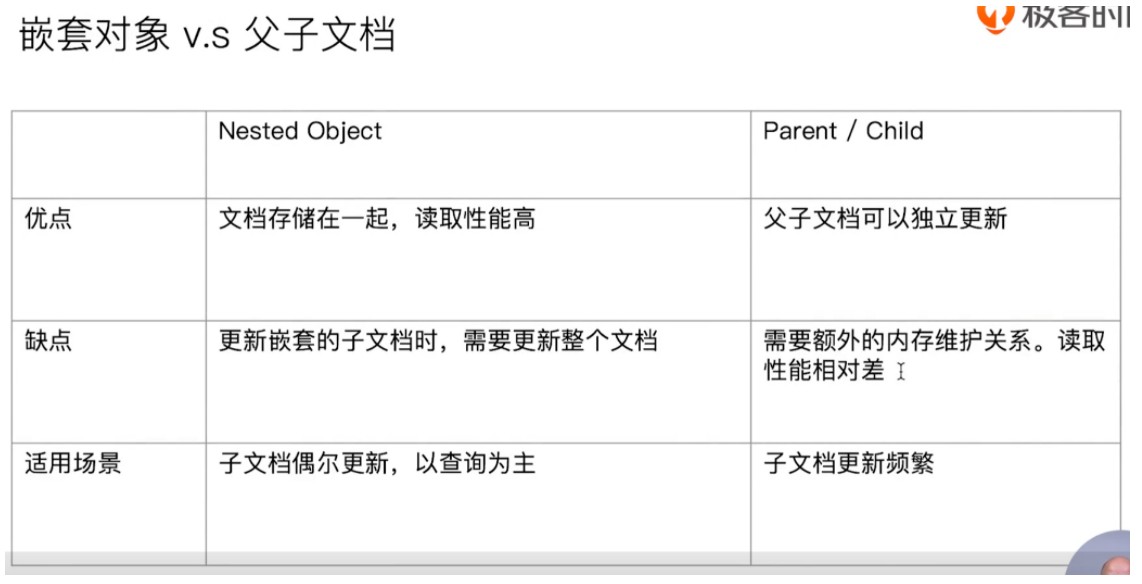 嵌套对象 v.s 父子文档
极客时
Nested Object
Parent / Child
优点
文档存储在一起，读取性能高
父子文档可以独立更新
缺点
更新嵌套的子文档时，需要更新整个文档
需要额外的内存维护关系。读取
性能相对差
适用场景
子文档偶尔更新，以查询为主
子文档更新频繁